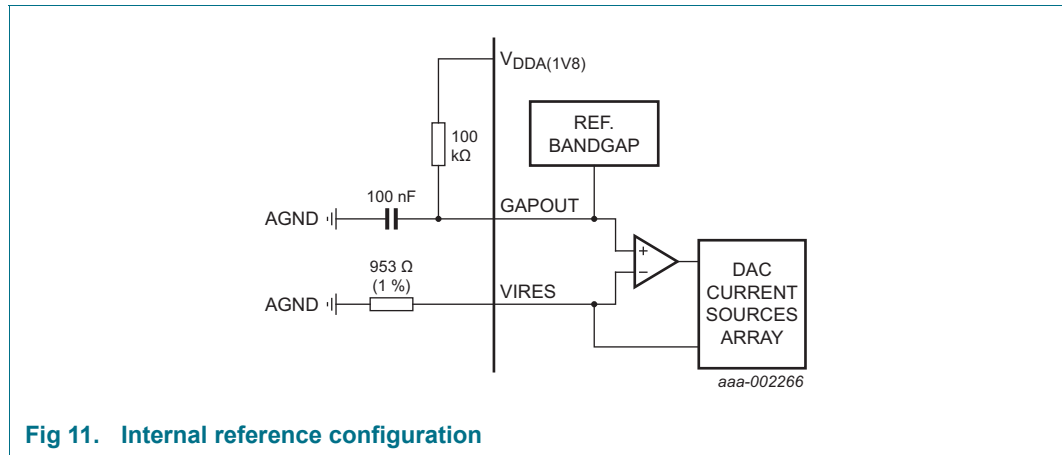 VDDA(1V8)
REF.
BANDGAP
100
kΩ
100 nF
AGND
GAPOUT
+
−
953 Ω
(1 %)
AGND
VIRES
DAC
CURRENT
SOURCES
ARRAY
aaa-002266
Fig 11. Internal reference configuration